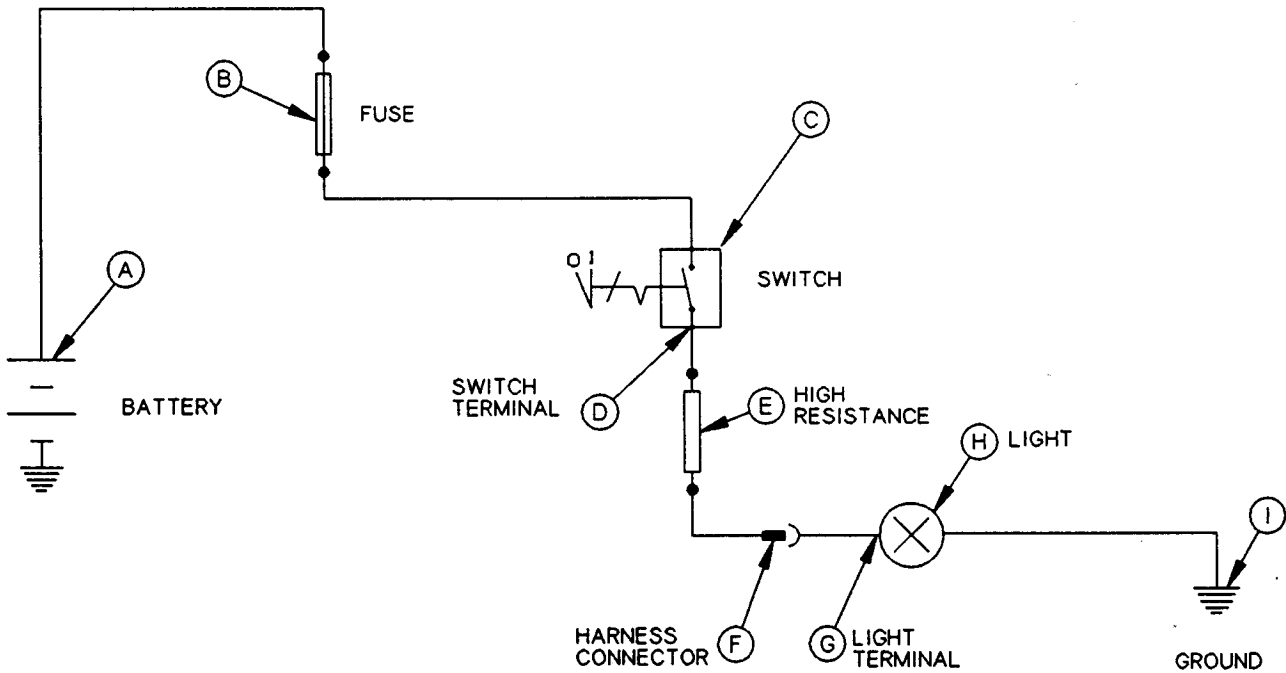 B
FUSE
C
A
O I
SWITCH
BATTERY
SWITCH
TERMINAL
D
E
HIGH
RESISTANCE
H
LIGHT
I
HARNESS
CONNECTOR
F
G
LIGHT
TERMINAL
GROUND